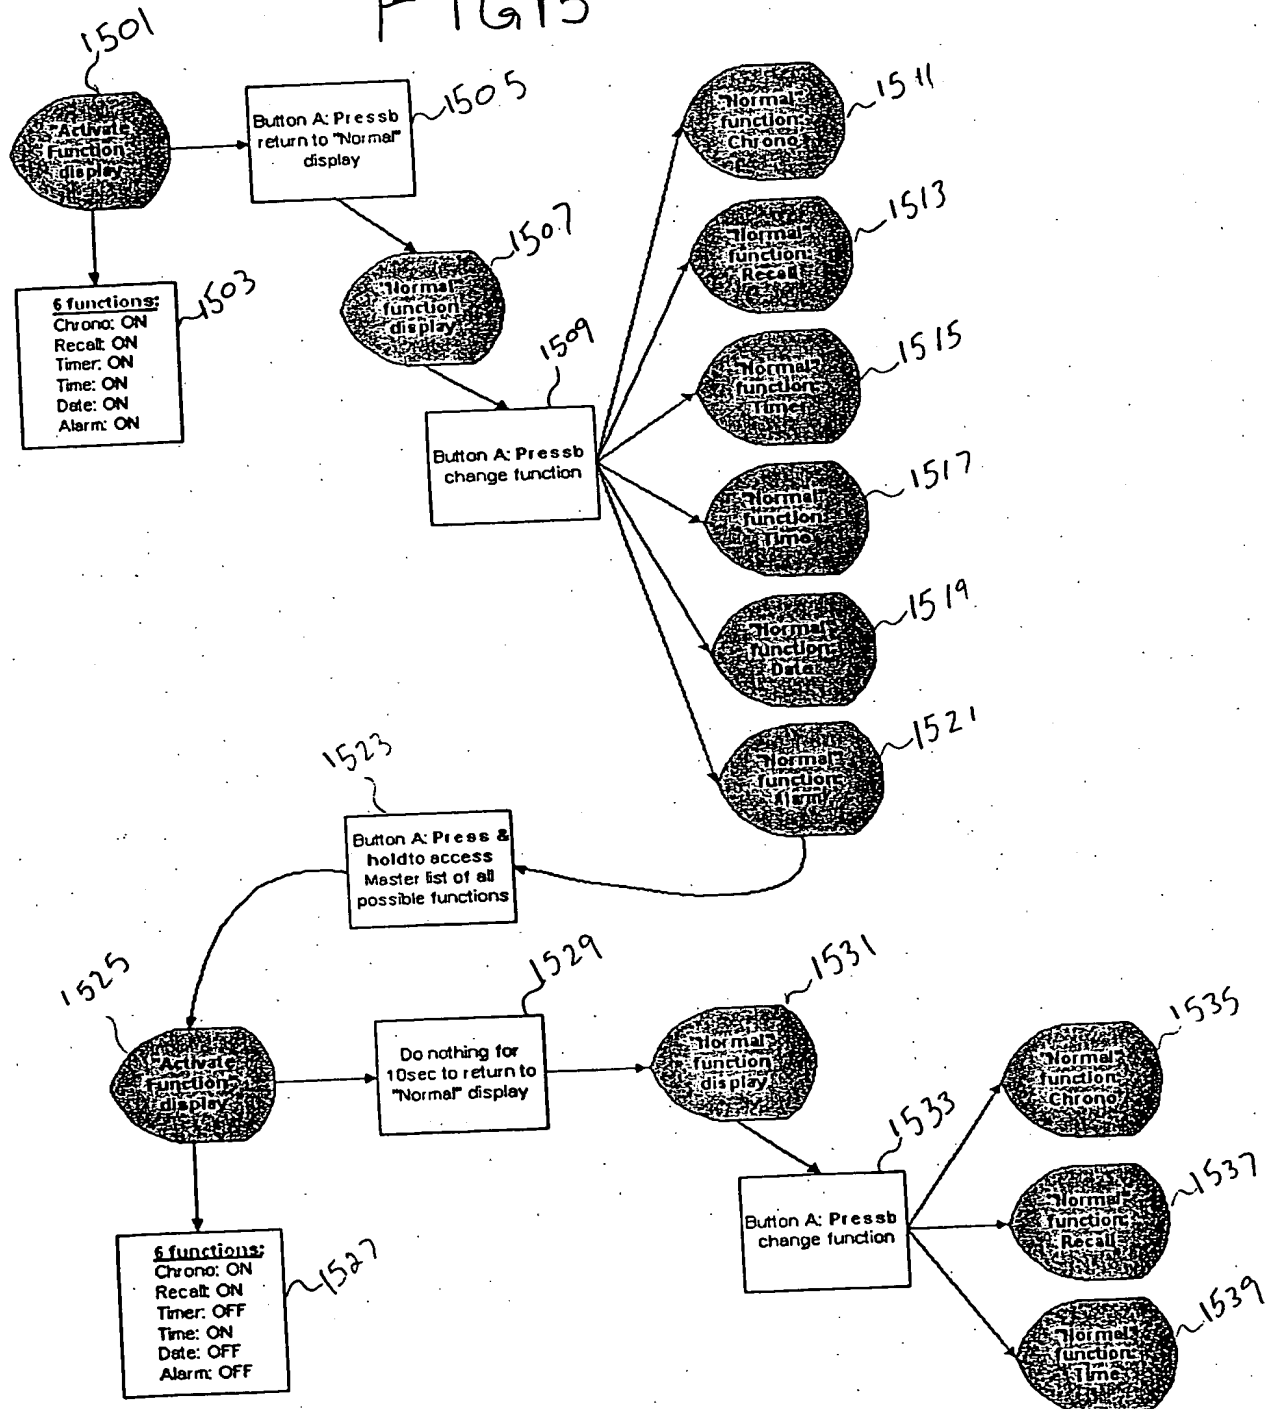 FIG 15
1501
"Activate
Function"
display
1505
Button A: Pressb
return to "Normal"
display
1503
6 functions:
Chrono: ON
Recall: ON
Timer: ON
Time: ON
Date: ON
Alarm: ON
1507
"Normal"
function
display
1509
Button A: Pressb
change function
1511
"Normal"
function:
Chrono
1513
"Normal"
function:
Recall
1515
"Normal"
function:
Timer
1517
"Normal"
function:
Time
1519
"Normal"
function:
Date
1521
"Normal"
function:
Alarm
1523
Button A: Press &
holdto access
Master list of all
possible functions
1525
"Activate
Function"
display
1527
6 functions:
Chrono: ON
Recall: ON
Timer: OFF
Time: ON
Date: OFF
Alarm: OFF
1529
Do nothing for
10sec to return to
"Normal" display
1531
"Normal"
function
display
1533
Button A: Pressb
change function
1535
"Normal"
function:
Chrono
1537
"Normal"
function:
Recall
1539
"Normal"
function:
Time